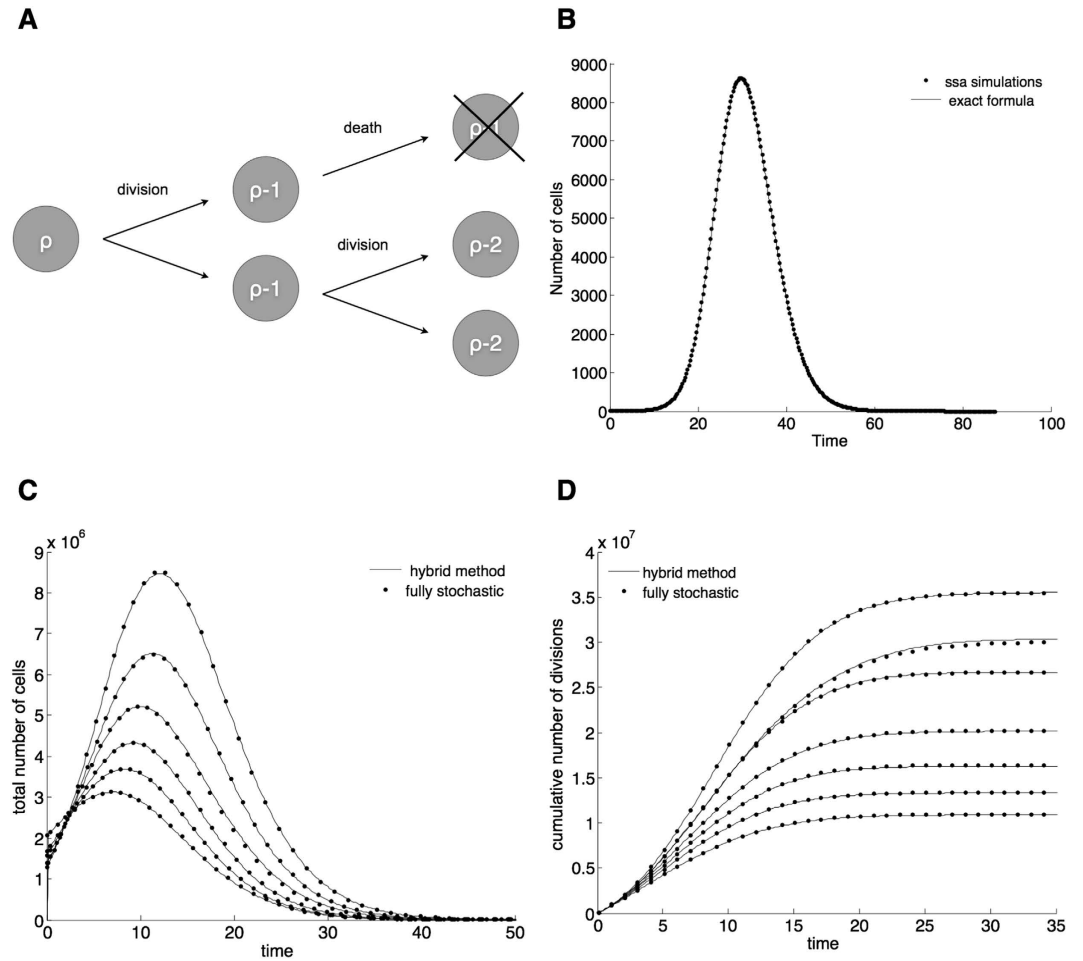 A
division
death
ρ
ρ-1
ρ-1
division
ρ-1
ρ-2
ρ-2
B
Number of cells
9000
8000
7000
6000
5000
4000
3000
2000
1000
0
0 20 40 60 80 100
Time
ssa simulations
exact formula
C
x 10^6
total number of cells
9
8
7
6
5
4
3
2
1
0
0 10 20 30 40 50
time
hybrid method
fully stochastic
D
x 10^7
cumulative number of divisions
4
3.5
3
2.5
2
1.5
1
0.5
0
0 5 10 15 20 25 30 35
time
hybrid method
fully stochastic